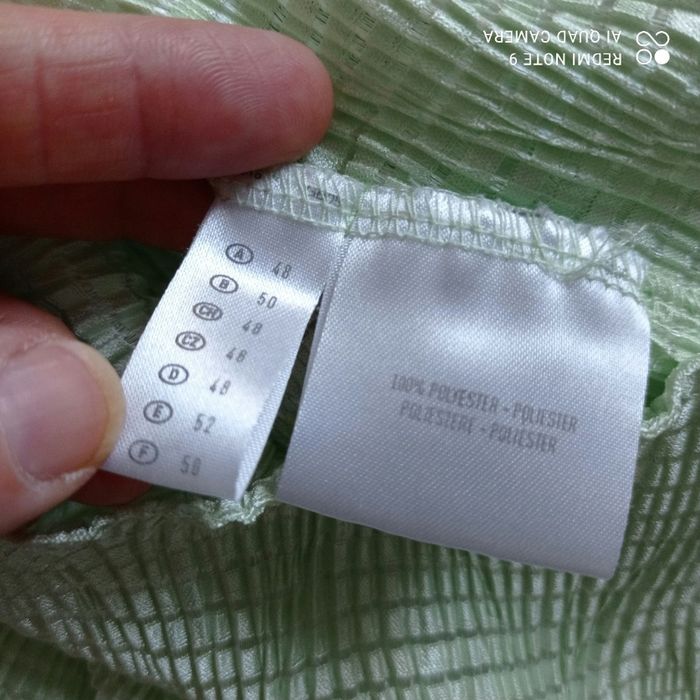 A 48
B 50
CH 48
CZ 48
D 48
E 52
F 50
100% POLYESTER - POLIESTER
POLIESTERE - POLIESTER
REDMI NOTE 9
AI QUAD CAMERA